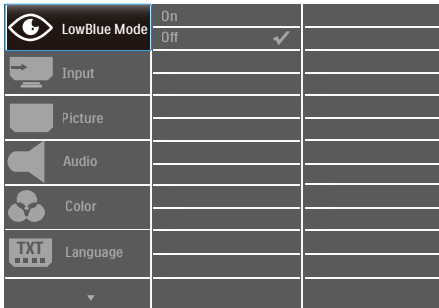 LowBlue Mode
On
Off
Input
Picture
Audio
Color
TXT
Language